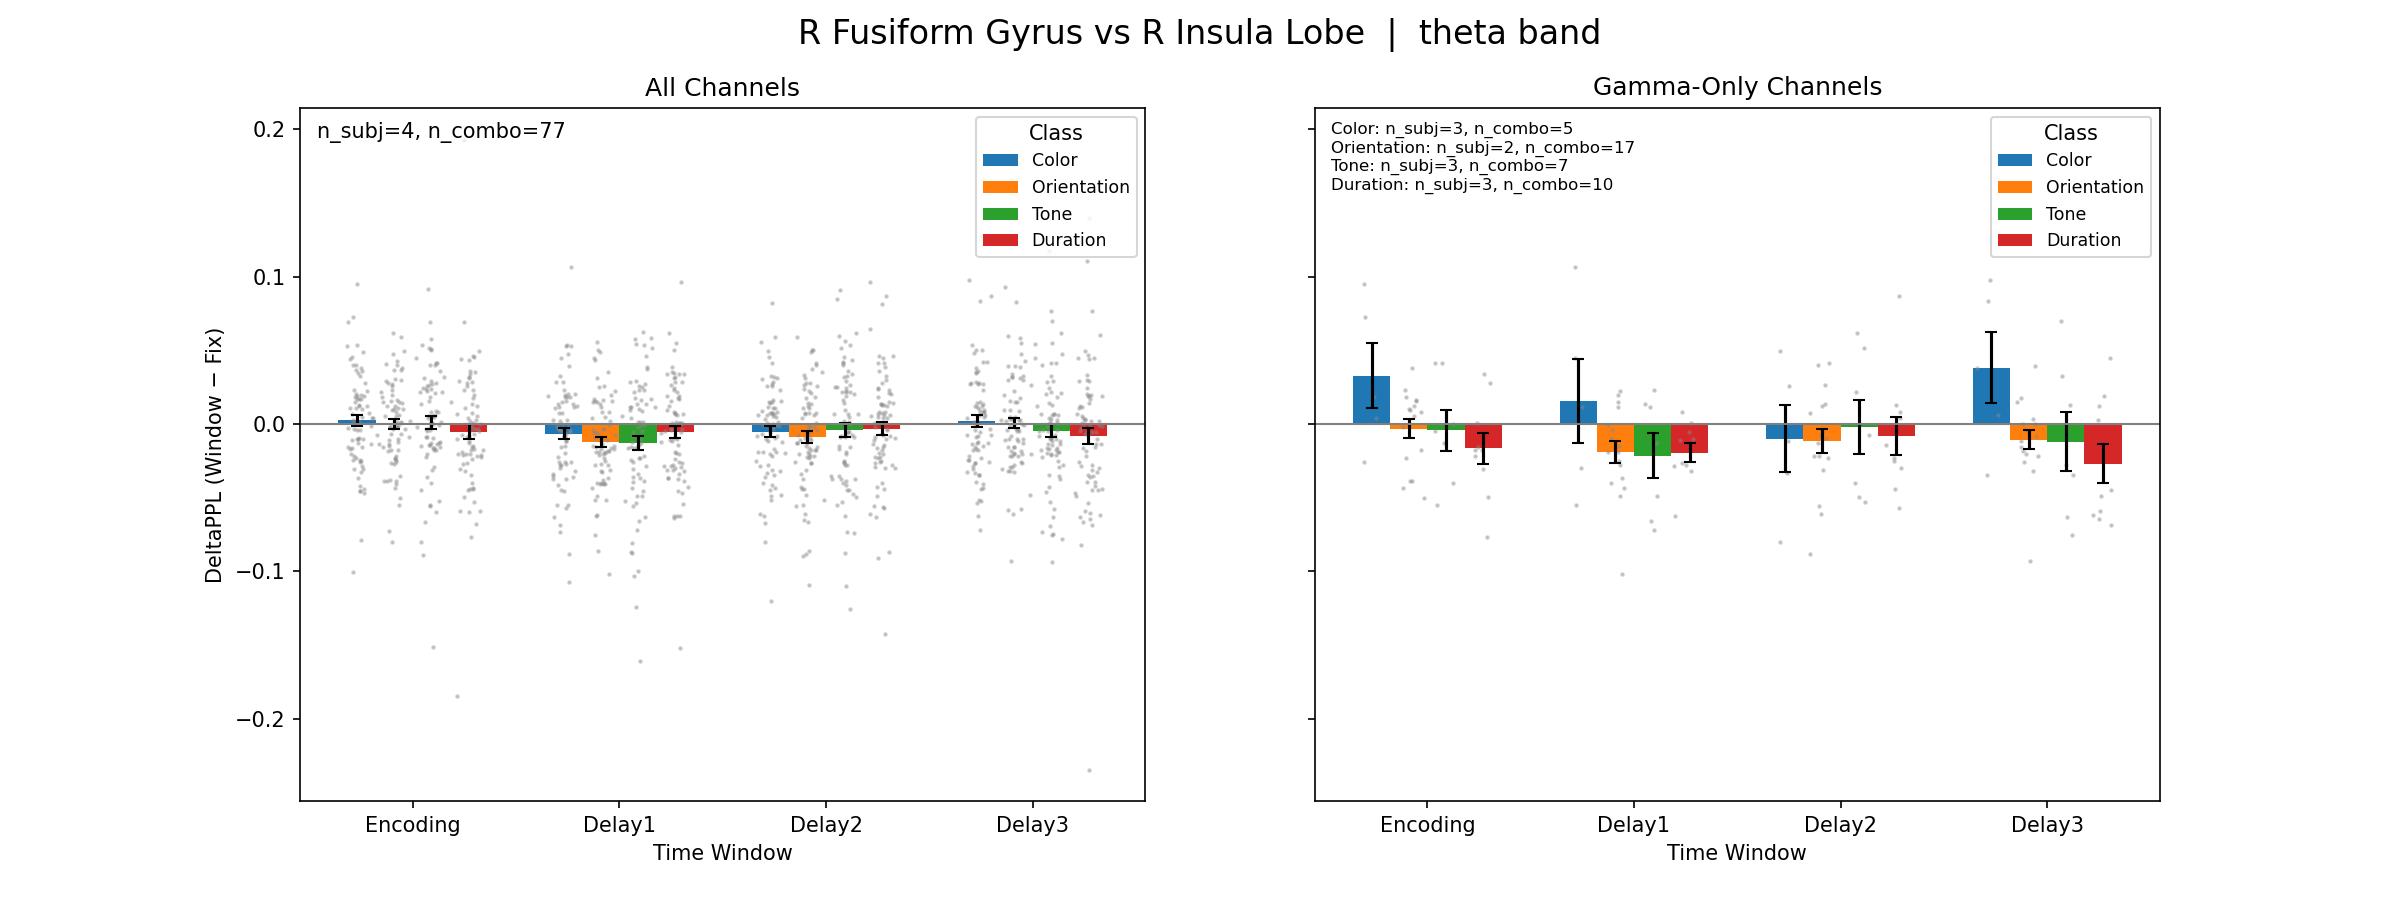 R Fusiform Gyrus vs R Insula Lobe | theta band
All Channels
n_subj=4, n_combo=77
Class
Color
Orientation
Tone
Duration
DeltaPPL (Window − Fix)
0.2
0.1
0.0
−0.1
−0.2
Encoding
Delay1
Delay2
Delay3
Time Window
Gamma-Only Channels
Color: n_subj=3, n_combo=5
Orientation: n_subj=2, n_combo=17
Tone: n_subj=3, n_combo=7
Duration: n_subj=3, n_combo=10
Class
Color
Orientation
Tone
Duration
Encoding
Delay1
Delay2
Delay3
Time Window